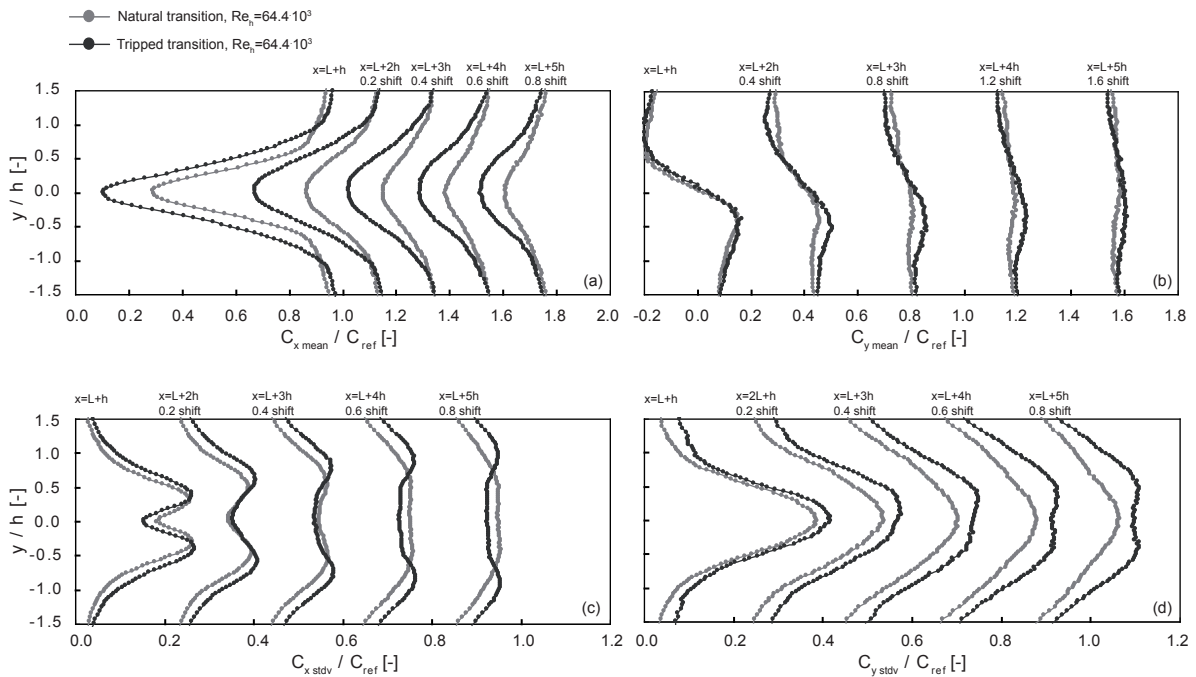 Natural transition, Re_h=64.4·10³
Tripped transition, Re_h=64.4·10³
x=L+h x=L+2h x=L+3h x=L+4h x=L+5h
0.2 shift 0.4 shift 0.6 shift 0.8 shift
1.5
1.0
0.5
0.0
-0.5
-1.0
-1.5
y / h [-]
(a)
0.0 0.2 0.4 0.6 0.8 1.0 1.2 1.4 1.6 1.8 2.0
C_x mean / C_ref [-]
x=L+h x=L+2h x=L+3h x=L+4h x=L+5h
0.4 shift 0.8 shift 1.2 shift 1.6 shift
(b)
-0.2 0.0 0.2 0.4 0.6 0.8 1.0 1.2 1.4 1.6 1.8
C_y mean / C_ref [-]
x=L+h x=L+2h x=L+3h x=L+4h x=L+5h
0.2 shift 0.4 shift 0.6 shift 0.8 shift
1.5
1.0
0.5
0.0
-0.5
-1.0
-1.5
y / h [-]
(c)
0.0 0.2 0.4 0.6 0.8 1.0 1.2
C_x stdv / C_ref [-]
x=L+h x=2L+h x=L+3h x=L+4h x=L+5h
0.2 shift 0.4 shift 0.6 shift 0.8 shift
(d)
0.0 0.2 0.4 0.6 0.8 1.0 1.2
C_y stdv / C_ref [-]